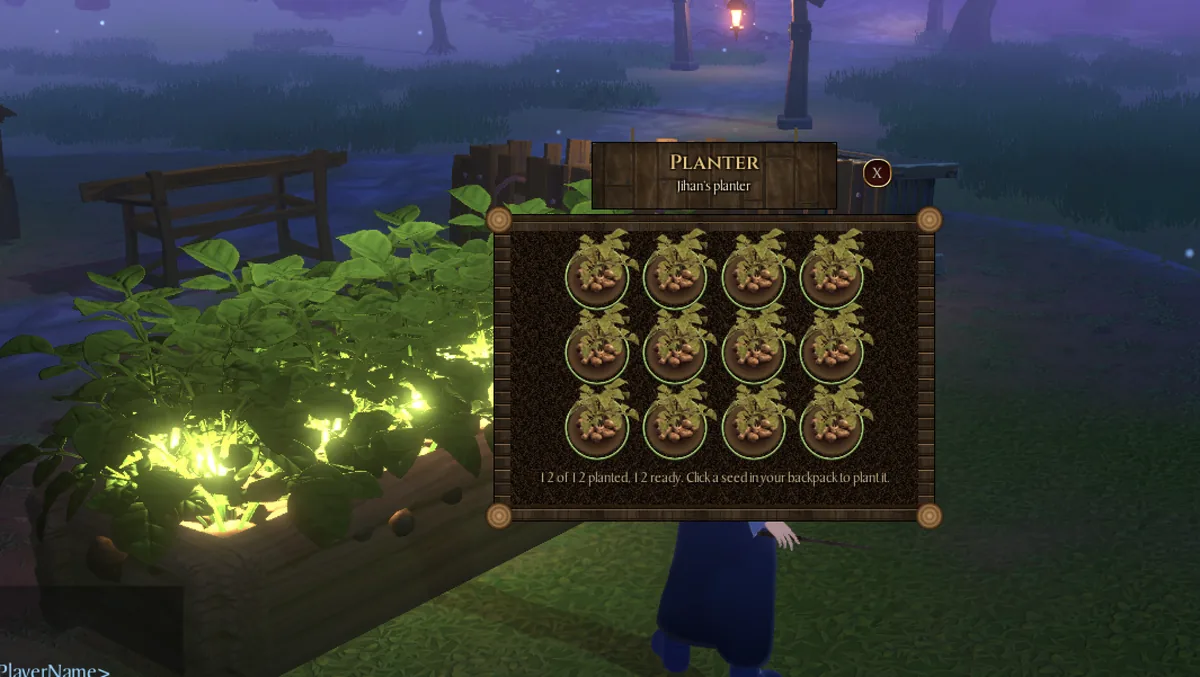 PLANTER
Jihan's planter
X
12 of 12 planted, 12 ready. Click a seed in your backpack to plant it.
PlayerName>